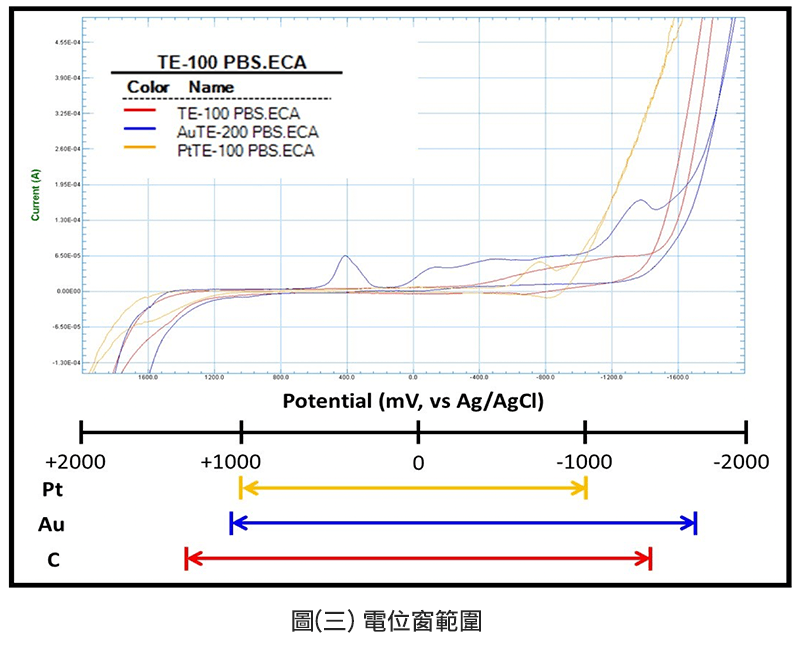 TE-100 PBS.ECA
Color Name
TE-100 PBS.ECA
AuTE-200 PBS.ECA
PtTE-100 PBS.ECA
Current (A)
4.55E-04
3.90E-04
3.25E-04
2.60E-04
1.95E-04
1.30E-04
6.50E-05
0.00E00
-6.50E-05
-1.30E-04
1600.0 1200.0 800.0 400.0 0.0 -400.0 -800.0 -1200.0 -1600.0
Potential (mV, vs Ag/AgCl)
+2000 +1000 0 -1000 -2000
Pt
Au
C
圖(三) 電位窗範圍